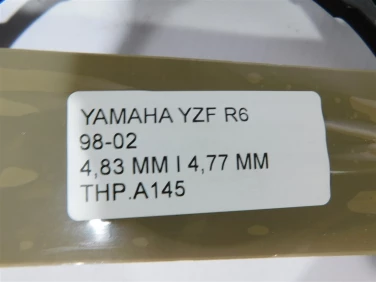 YAMAHA YZF R6
98-02
4,83 MM I 4,77 MM
THP.A145